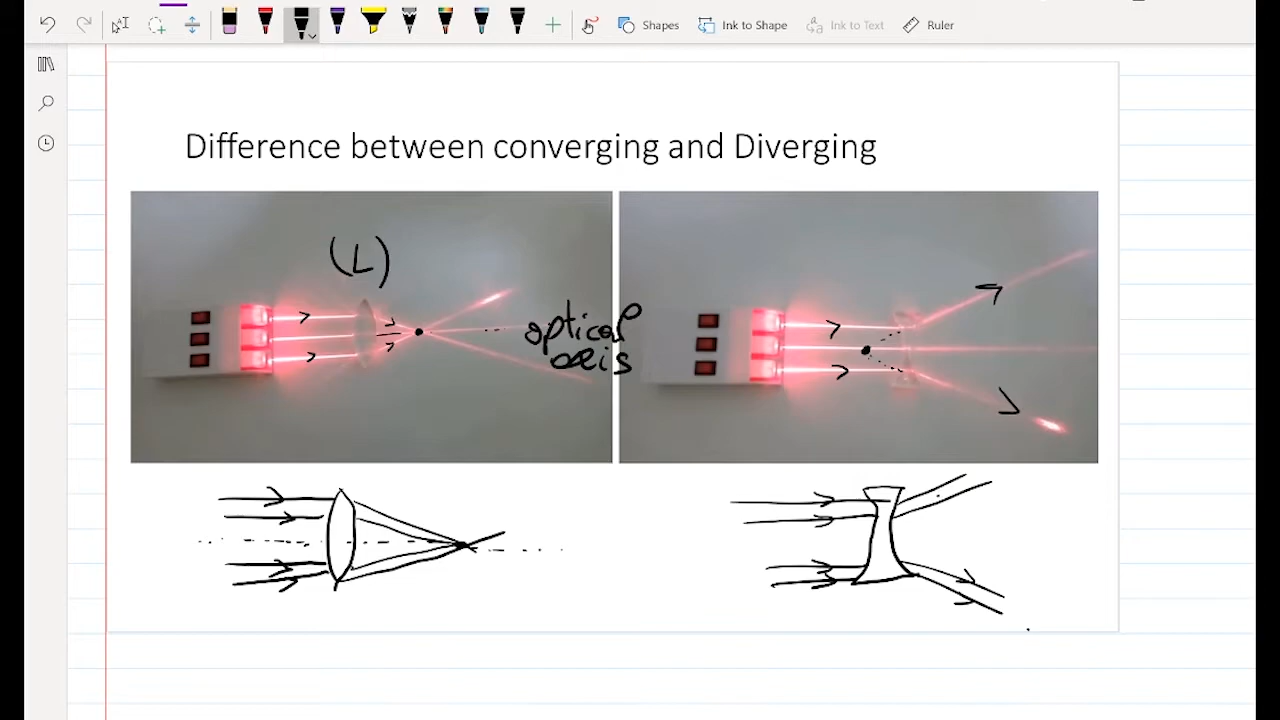 Shapes Ink to Shape Ink to Text Ruler
Difference between converging and Diverging
(L)
optical
axis